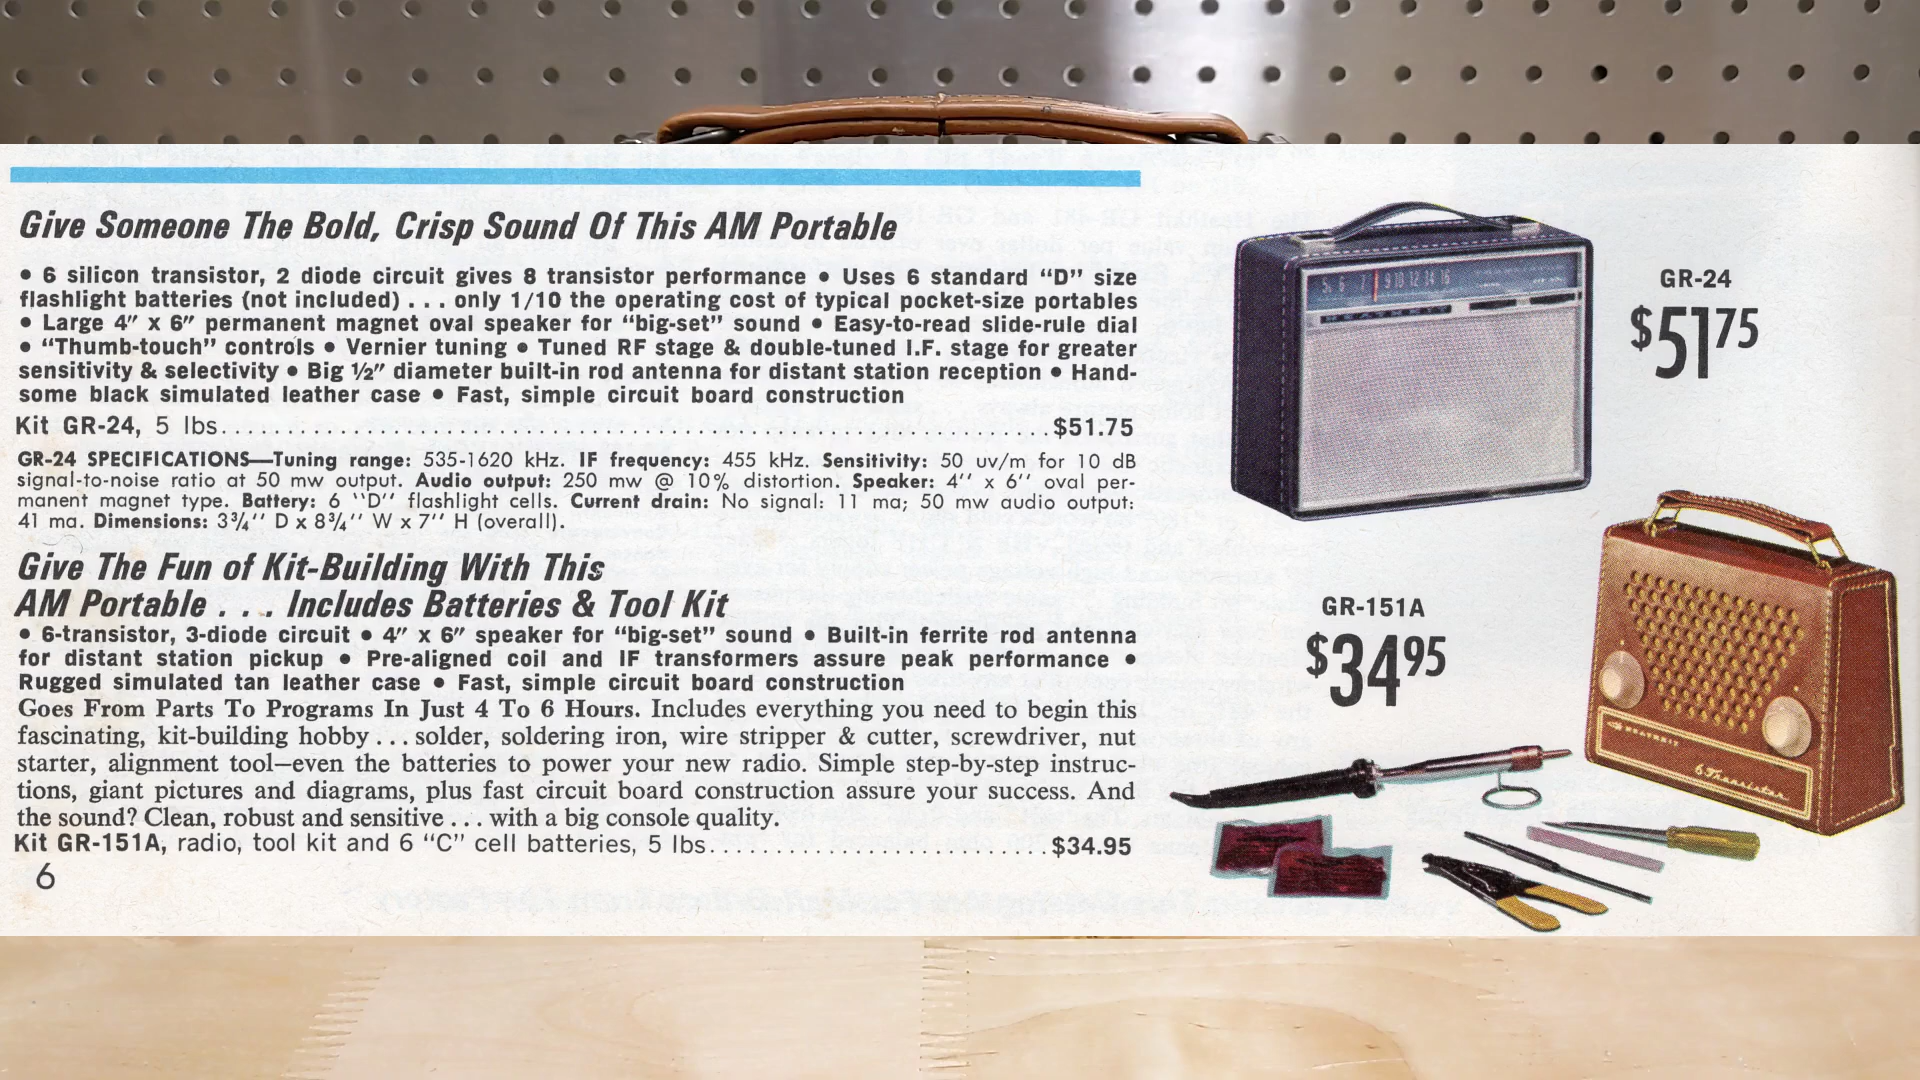 Give Someone The Bold, Crisp Sound Of This AM Portable
• 6 silicon transistor, 2 diode circuit gives 8 transistor performance • Uses 6 standard “D” size
flashlight batteries (not included) . . . only 1/10 the operating cost of typical pocket-size portables
• Large 4″ x 6″ permanent magnet oval speaker for “big-set” sound • Easy-to-read slide-rule dial
• “Thumb-touch” controls • Vernier tuning • Tuned RF stage & double-tuned I.F. stage for greater
sensitivity & selectivity • Big ½″ diameter built-in rod antenna for distant station reception • Hand-
some black simulated leather case • Fast, simple circuit board construction
Kit GR-24, 5 lbs. . . . . . . . . . . . . . . . . . . . . . . . . . . . . . $51.75
GR-24 SPECIFICATIONS—Tuning range: 535-1620 kHz. IF frequency: 455 kHz. Sensitivity: 50 uv/m for 10 dB
signal-to-noise ratio at 50 mw output. Audio output: 250 mw @ 10% distortion. Speaker: 4'' x 6'' oval per-
manent magnet type. Battery: 6 "D" flashlight cells. Current drain: No signal: 11 ma; 50 mw audio output:
41 ma. Dimensions: 3¾'' D x 8¾'' W x 7'' H (overall).
Give The Fun of Kit-Building With This
AM Portable . . . Includes Batteries & Tool Kit
• 6-transistor, 3-diode circuit • 4″ x 6″ speaker for “big-set” sound • Built-in ferrite rod antenna
for distant station pickup • Pre-aligned coil and IF transformers assure peak performance •
Rugged simulated tan leather case • Fast, simple circuit board construction
Goes From Parts To Programs In Just 4 To 6 Hours. Includes everything you need to begin this
fascinating, kit-building hobby . . . solder, soldering iron, wire stripper & cutter, screwdriver, nut
starter, alignment tool—even the batteries to power your new radio. Simple step-by-step instruc-
tions, giant pictures and diagrams, plus fast circuit board construction assure your success. And
the sound? Clean, robust and sensitive . . . with a big console quality.
Kit GR-151A, radio, tool kit and 6 “C” cell batteries, 5 lbs. . . . . . . . . . . . . . $34.95
6
GR-24
$51 75
5 6 7 9 10 12 14 16
HEATHKIT
GR-151A
$34 95
HEATHKIT
6 Transistor